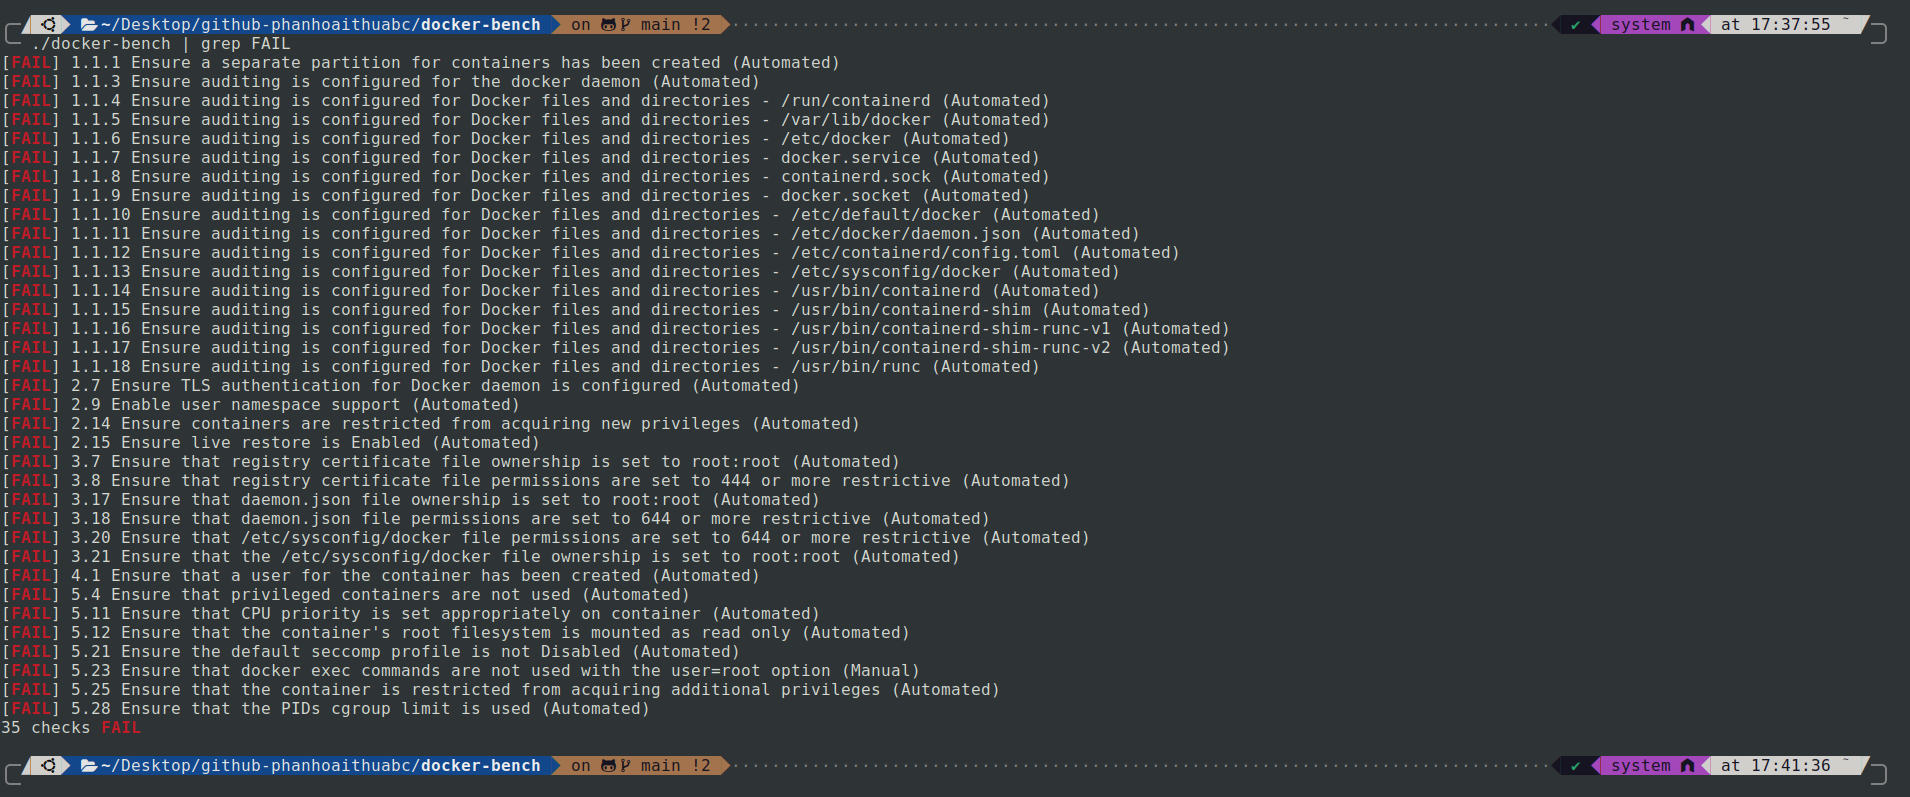 ~/Desktop/github-phanhoaithuabc/docker-bench on main !2 ✔ system at 17:37:55
./docker-bench | grep FAIL
[FAIL] 1.1.1 Ensure a separate partition for containers has been created (Automated)
[FAIL] 1.1.3 Ensure auditing is configured for the docker daemon (Automated)
[FAIL] 1.1.4 Ensure auditing is configured for Docker files and directories - /run/containerd (Automated)
[FAIL] 1.1.5 Ensure auditing is configured for Docker files and directories - /var/lib/docker (Automated)
[FAIL] 1.1.6 Ensure auditing is configured for Docker files and directories - /etc/docker (Automated)
[FAIL] 1.1.7 Ensure auditing is configured for Docker files and directories - docker.service (Automated)
[FAIL] 1.1.8 Ensure auditing is configured for Docker files and directories - containerd.sock (Automated)
[FAIL] 1.1.9 Ensure auditing is configured for Docker files and directories - docker.socket (Automated)
[FAIL] 1.1.10 Ensure auditing is configured for Docker files and directories - /etc/default/docker (Automated)
[FAIL] 1.1.11 Ensure auditing is configured for Docker files and directories - /etc/docker/daemon.json (Automated)
[FAIL] 1.1.12 Ensure auditing is configured for Docker files and directories - /etc/containerd/config.toml (Automated)
[FAIL] 1.1.13 Ensure auditing is configured for Docker files and directories - /etc/sysconfig/docker (Automated)
[FAIL] 1.1.14 Ensure auditing is configured for Docker files and directories - /usr/bin/containerd (Automated)
[FAIL] 1.1.15 Ensure auditing is configured for Docker files and directories - /usr/bin/containerd-shim (Automated)
[FAIL] 1.1.16 Ensure auditing is configured for Docker files and directories - /usr/bin/containerd-shim-runc-v1 (Automated)
[FAIL] 1.1.17 Ensure auditing is configured for Docker files and directories - /usr/bin/containerd-shim-runc-v2 (Automated)
[FAIL] 1.1.18 Ensure auditing is configured for Docker files and directories - /usr/bin/runc (Automated)
[FAIL] 2.7 Ensure TLS authentication for Docker daemon is configured (Automated)
[FAIL] 2.9 Enable user namespace support (Automated)
[FAIL] 2.14 Ensure containers are restricted from acquiring new privileges (Automated)
[FAIL] 2.15 Ensure live restore is Enabled (Automated)
[FAIL] 3.7 Ensure that registry certificate file ownership is set to root:root (Automated)
[FAIL] 3.8 Ensure that registry certificate file permissions are set to 444 or more restrictive (Automated)
[FAIL] 3.17 Ensure that daemon.json file ownership is set to root:root (Automated)
[FAIL] 3.18 Ensure that daemon.json file permissions are set to 644 or more restrictive (Automated)
[FAIL] 3.20 Ensure that /etc/sysconfig/docker file permissions are set to 644 or more restrictive (Automated)
[FAIL] 3.21 Ensure that the /etc/sysconfig/docker file ownership is set to root:root (Automated)
[FAIL] 4.1 Ensure that a user for the container has been created (Automated)
[FAIL] 5.4 Ensure that privileged containers are not used (Automated)
[FAIL] 5.11 Ensure that CPU priority is set appropriately on container (Automated)
[FAIL] 5.12 Ensure that the container's root filesystem is mounted as read only (Automated)
[FAIL] 5.21 Ensure the default seccomp profile is not Disabled (Automated)
[FAIL] 5.23 Ensure that docker exec commands are not used with the user=root option (Manual)
[FAIL] 5.25 Ensure that the container is restricted from acquiring additional privileges (Automated)
[FAIL] 5.28 Ensure that the PIDs cgroup limit is used (Automated)
35 checks FAIL
~/Desktop/github-phanhoaithuabc/docker-bench on main !2 ✔ system at 17:41:36